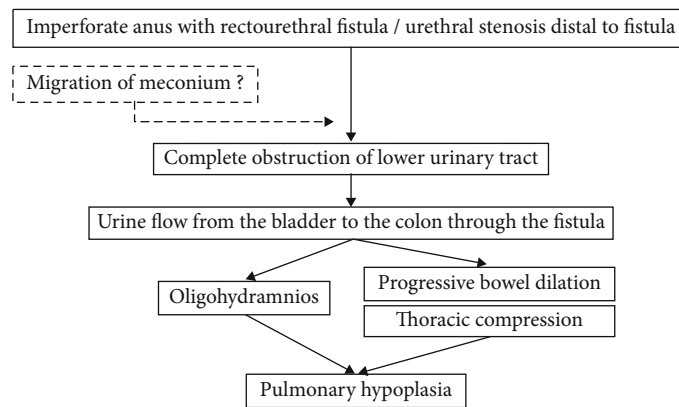 Imperforate anus with rectourethral fistula / urethral stenosis distal to fistula
Migration of meconium ?
Complete obstruction of lower urinary tract
Urine flow from the bladder to the colon through the fistula
Oligohydramnios
Progressive bowel dilation
Thoracic compression
Pulmonary hypoplasia